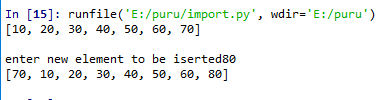 In [15]: runfile('E:/puru/import.py', wdir='E:/puru')
[10, 20, 30, 40, 50, 60, 70]
enter new element to be iserted80
[70, 10, 20, 30, 40, 50, 60, 80]